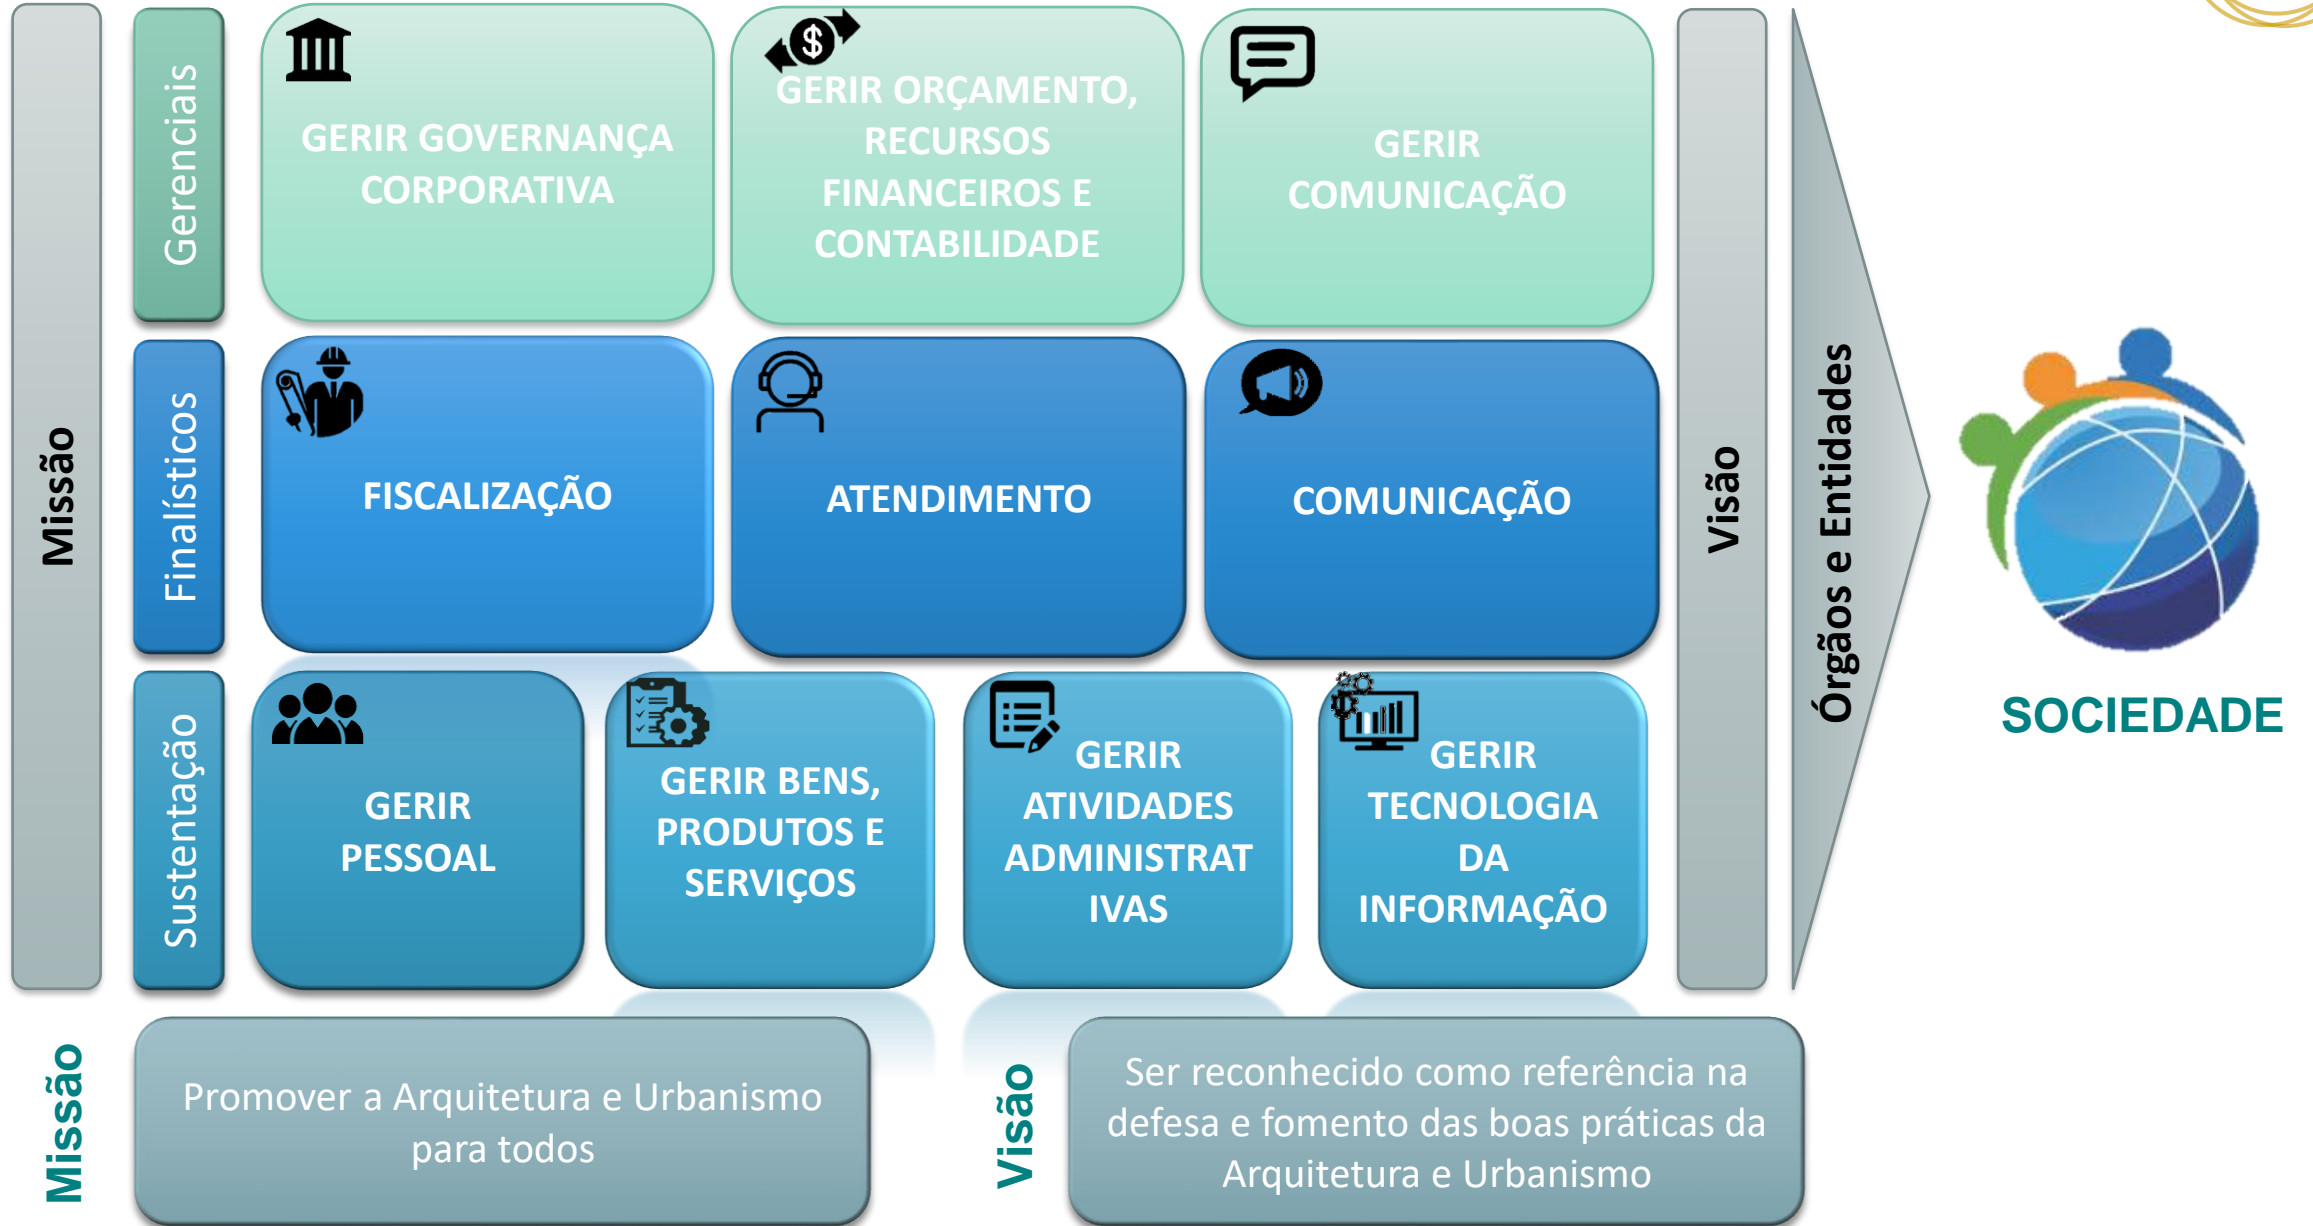 Missão
Gerenciais
GERIR GOVERNANÇA
CORPORATIVA
$
GERIR ORÇAMENTO,
RECURSOS
FINANCEIROS E
CONTABILIDADE
GERIR
COMUNICAÇÃO
Finalísticos
FISCALIZAÇÃO
ATENDIMENTO
COMUNICAÇÃO
Sustentação
GERIR
PESSOAL
GERIR BENS,
PRODUTOS E
SERVIÇOS
GERIR
ATIVIDADES
ADMINISTRAT
IVAS
GERIR
TECNOLOGIA
DA
INFORMAÇÃO
Visão
Órgãos e Entidades
SOCIEDADE
Missão
Promover a Arquitetura e Urbanismo
para todos
Visão
Ser reconhecido como referência na
defesa e fomento das boas práticas da
Arquitetura e Urbanismo